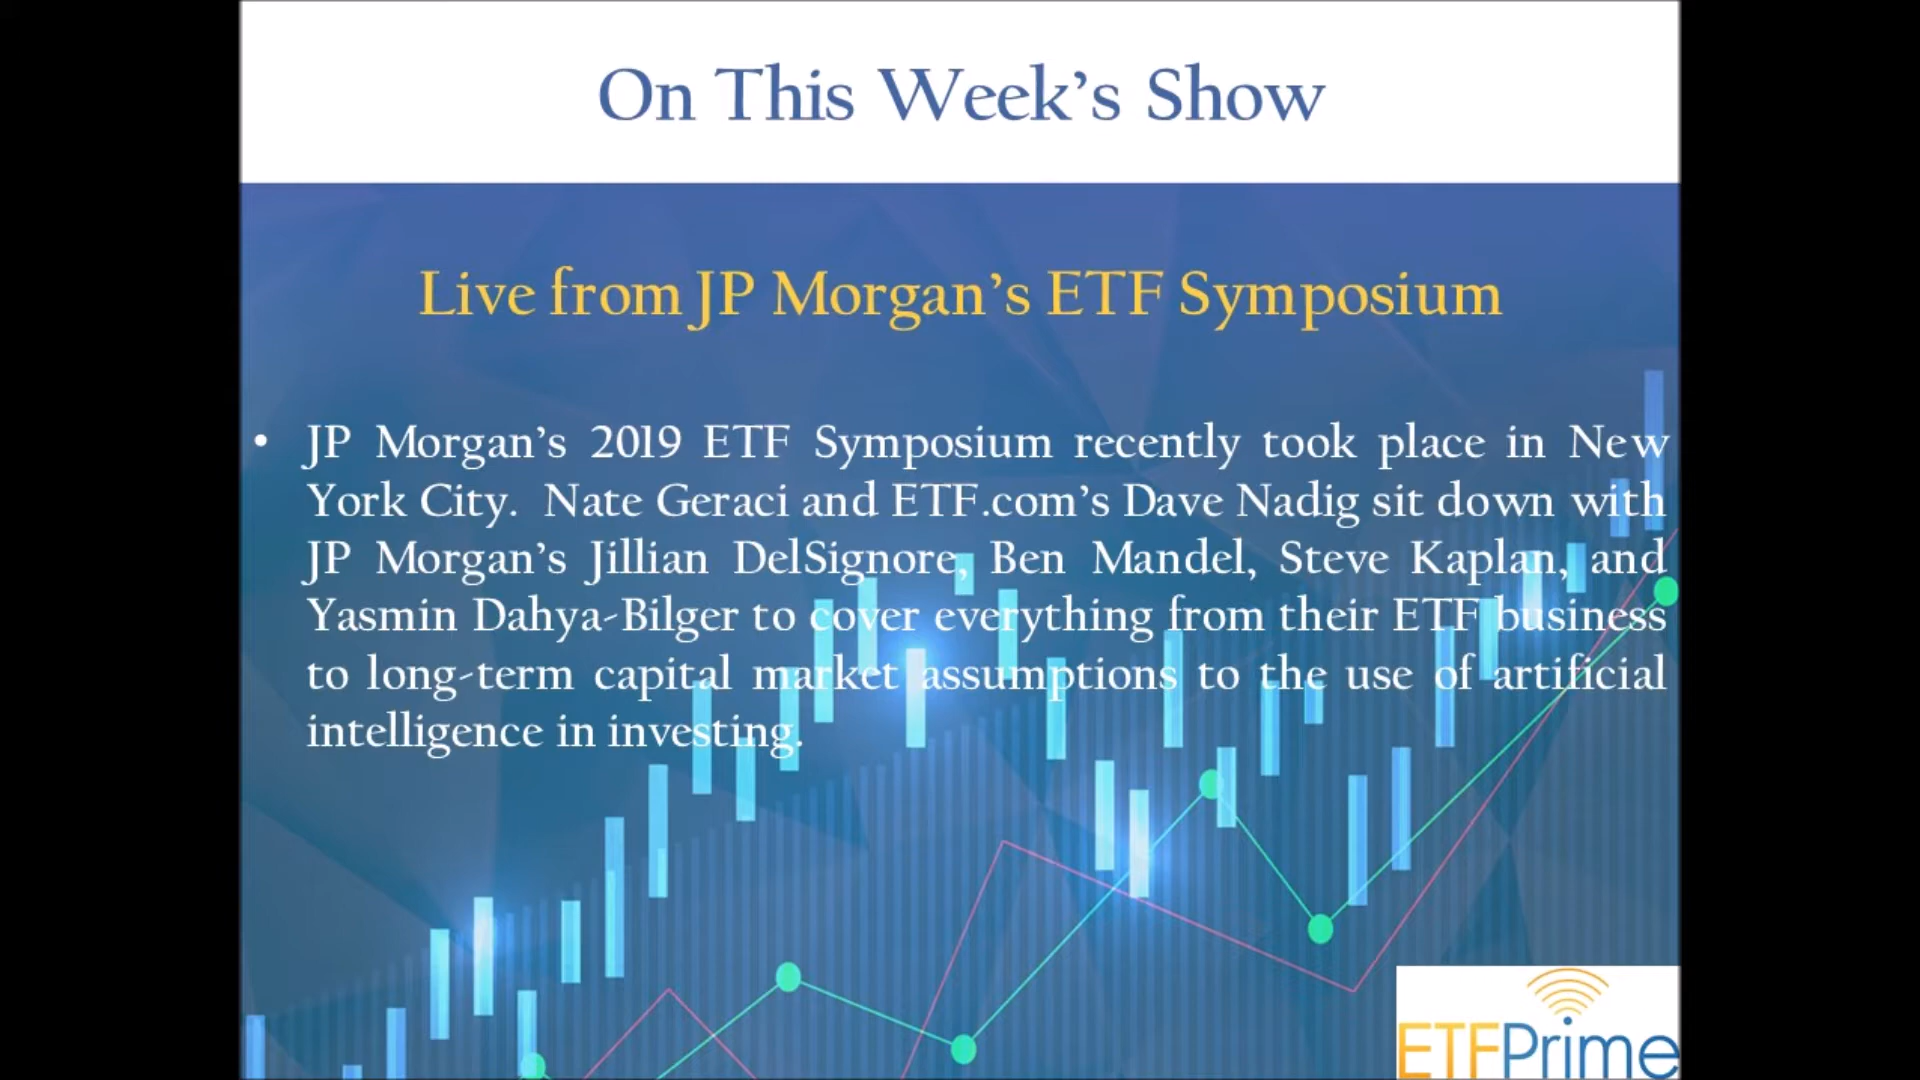 On This Week's Show
Live from JP Morgan's ETF Symposium
• JP Morgan's 2019 ETF Symposium recently took place in New
York City.  Nate Geraci and ETF.com's Dave Nadig sit down with
JP Morgan's Jillian DelSignore, Ben Mandel, Steve Kaplan, and
Yasmin Dahya-Bilger to cover everything from their ETF business
to long-term capital market assumptions to the use of artificial
intelligence in investing.
ETFPrime